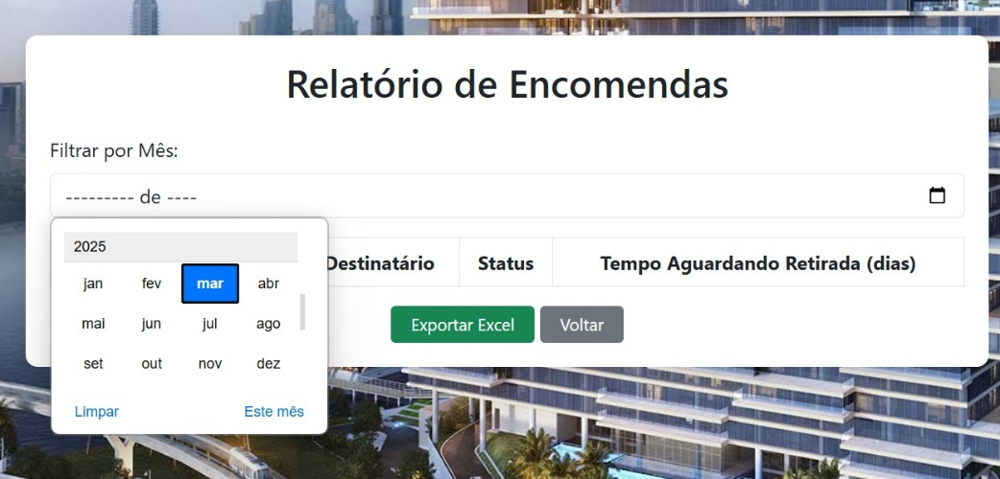 Relatório de Encomendas
Filtrar por Mês:
--------- de ----
2025
jan fev mar abr
mai jun jul ago
set out nov dez
Limpar Este mês
Destinatário Status Tempo Aguardando Retirada (dias)
Exportar Excel Voltar